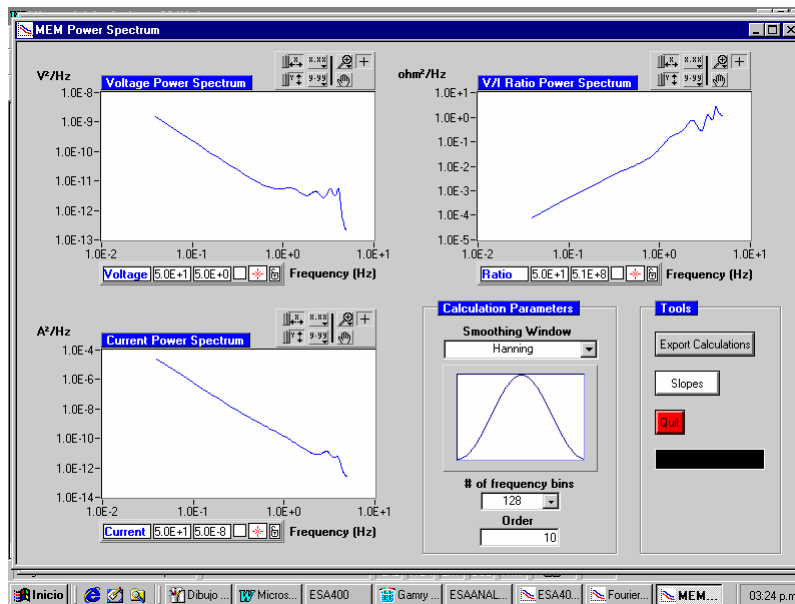 MEM Power Spectrum
V²/Hz
Voltage Power Spectrum
x.xx
y.yy
1.0E-8
1.0E-9
1.0E-10
1.0E-11
1.0E-12
1.0E-13
1.0E-2 1.0E-1 1.0E+0 1.0E+1
Voltage 5.0E+1 5.0E+0 Frequency (Hz)
ohm²/Hz
V/I Ratio Power Spectrum
x.xx
y.yy
1.0E+1
1.0E+0
1.0E-1
1.0E-2
1.0E-3
1.0E-4
1.0E-5
1.0E-2 1.0E-1 1.0E+0 1.0E+1
Ratio 5.0E+1 5.1E+8 Frequency (Hz)
A²/Hz
Current Power Spectrum
x.xx
y.yy
1.0E-4
1.0E-6
1.0E-8
1.0E-10
1.0E-12
1.0E-14
1.0E-2 1.0E-1 1.0E+0 1.0E+1
Current 5.0E+1 5.0E-8 Frequency (Hz)
Calculation Parameters
Smoothing Window
Hanning
# of frequency bins
128
Order
10
Tools
Export Calculations
Slopes
Quit
Inicio Dibujo ... Micros... ESA400 Gamry ... ESAANAL... ESA40... Fourier... MEM... 03:24 p.m